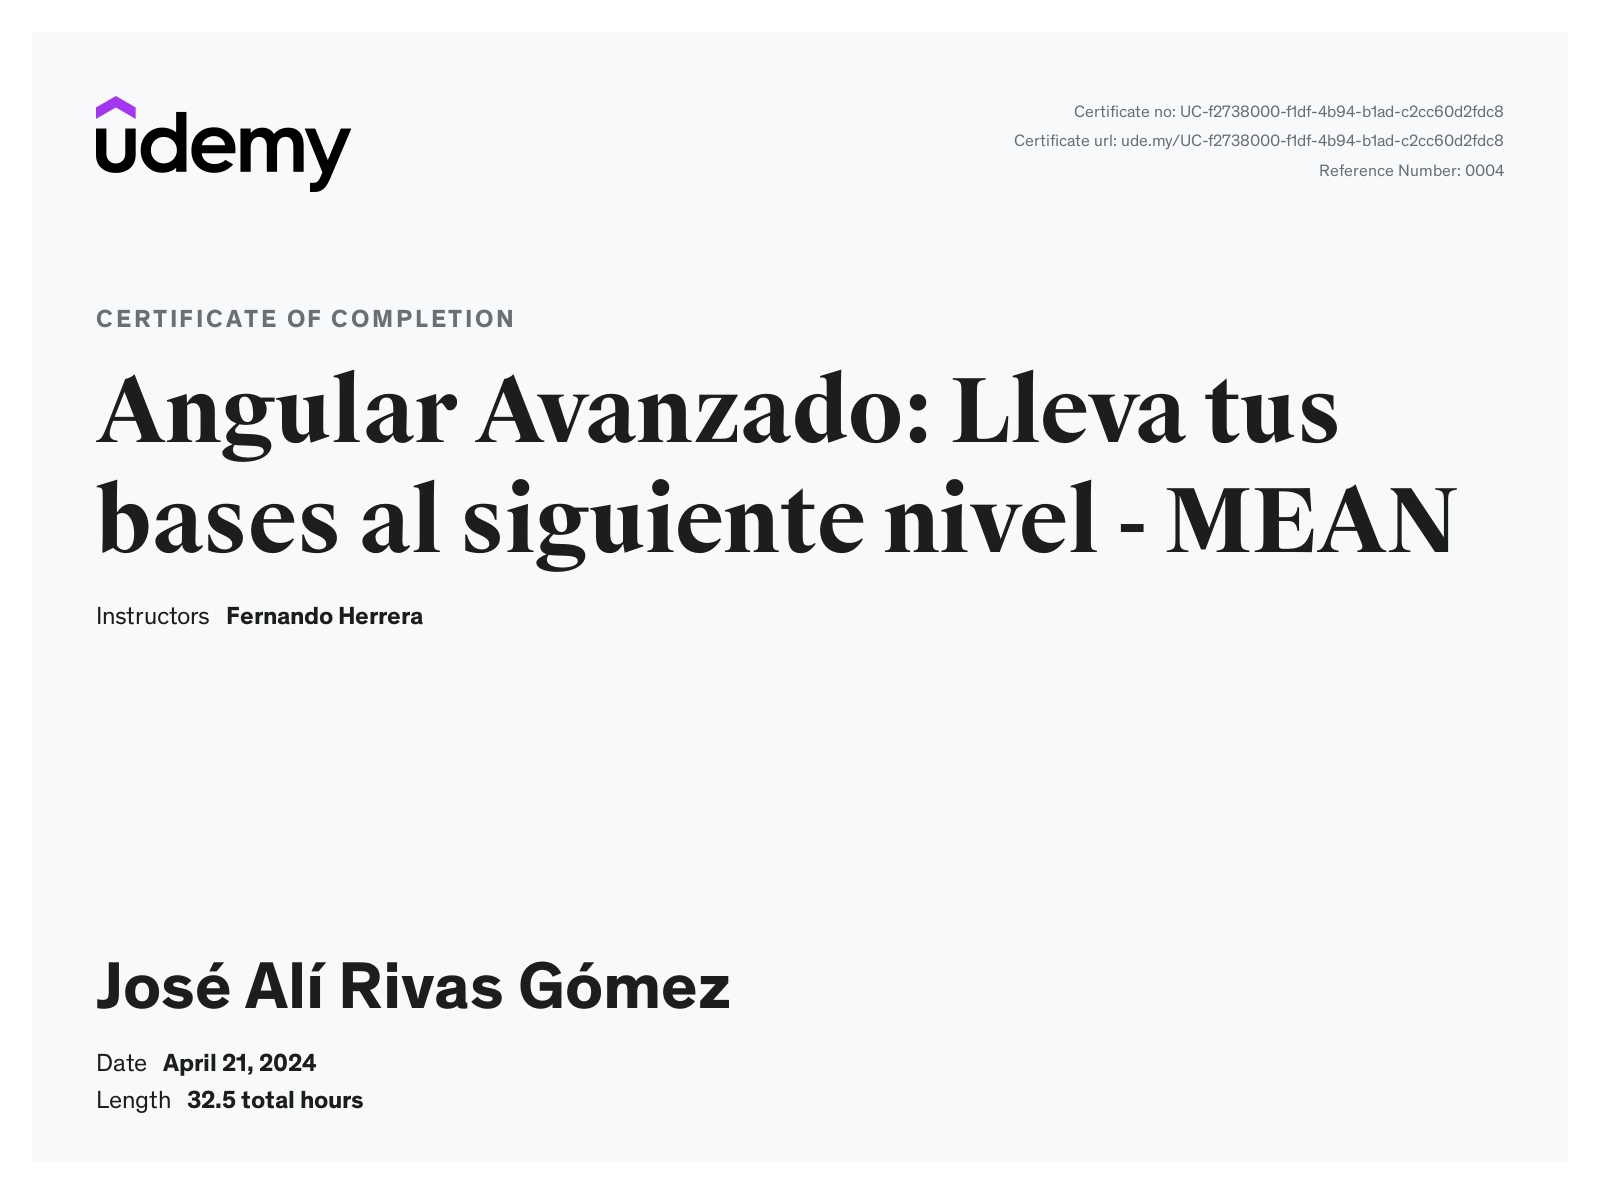 udemy
Certificate no: UC-f2738000-f1df-4b94-b1ad-c2cc60d2fdc8
Certificate url: ude.my/UC-f2738000-f1df-4b94-b1ad-c2cc60d2fdc8
Reference Number: 0004
CERTIFICATE OF COMPLETION
Angular Avanzado: Lleva tus
bases al siguiente nivel - MEAN
Instructors Fernando Herrera
José Alí Rivas Gómez
Date April 21, 2024
Length 32.5 total hours